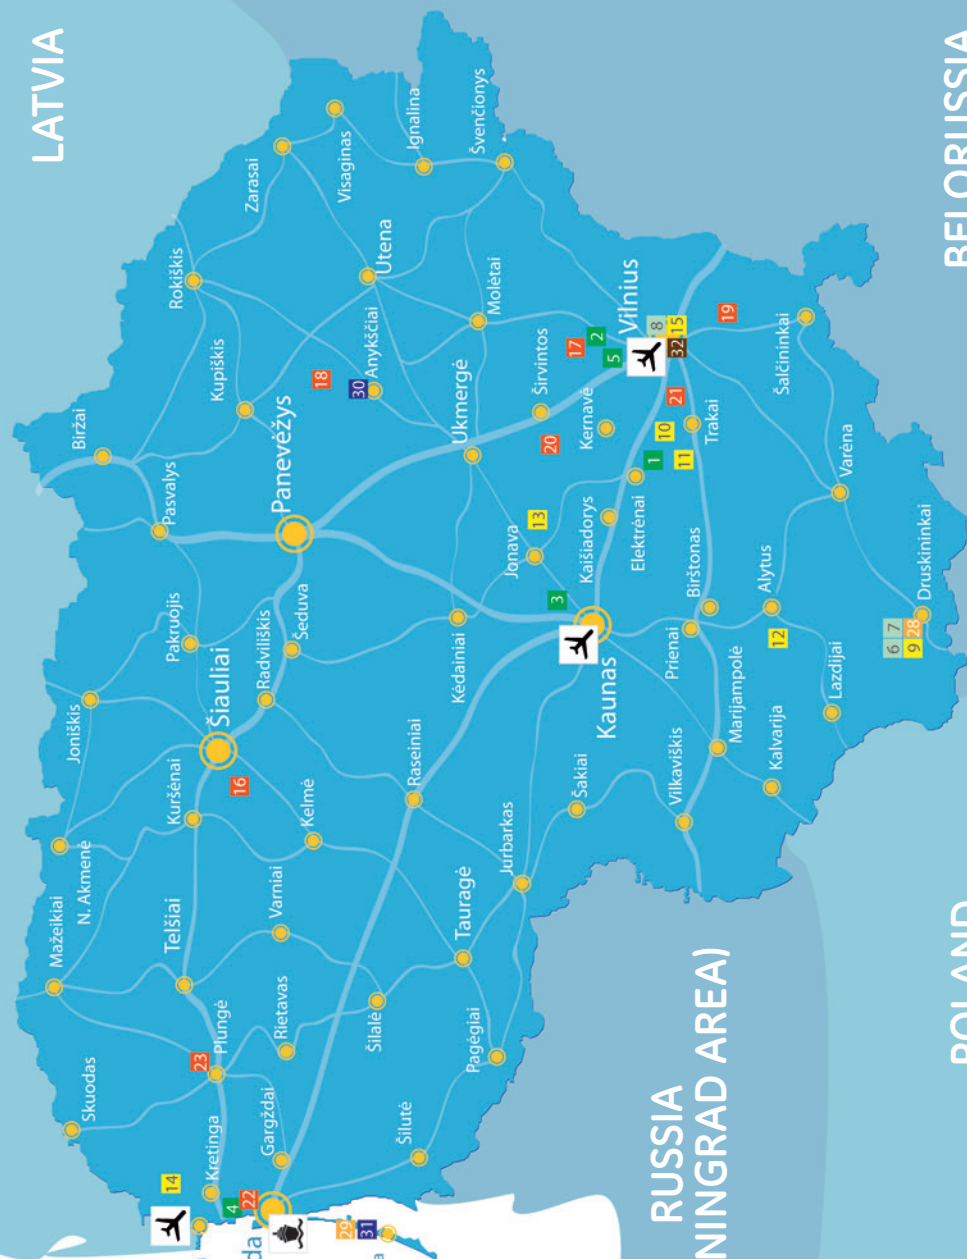 LATVIA
Mažeikiai
Skuodas
N. Akmenė
Joniškis
Biržai
14
Telšiai
Kuršėnai
Pakruojis
Pasvalys
Rokiškis
Kretinga
23
Plungė
Šiauliai
Kupiškis
4
22
16
Radviliškis
Zarasai
da
Gargždai
Rietavas
Varniai
Kelmė
Šeduva
Panevėžys
18
Visaginas
29
31
a
Šilalė
30
Anykščiai
Utena
Šilutė
Raseiniai
Ignalina
Pagėgiai
Tauragė
Kėdainiai
Ukmergė
Molėtai
Švenčionys
Jurbarkas
Jonava
13
20
Širvintos
3
17
2
5
Šakiai
Kaunas
Kaišiadorys
Kernavė
Vilnius
Elektrėnai
1
10
8
15
32
21
11
Trakai
19
Vilkaviškis
Prienai
Birštonas
Marijampolė
Alytus
12
Kalvarija
Šalčininkai
Lazdijai
Varėna
6
7
9
28
Druskininkai
RUSSIA
NINGRAD AREA)
POLAND
BELORUSSIA